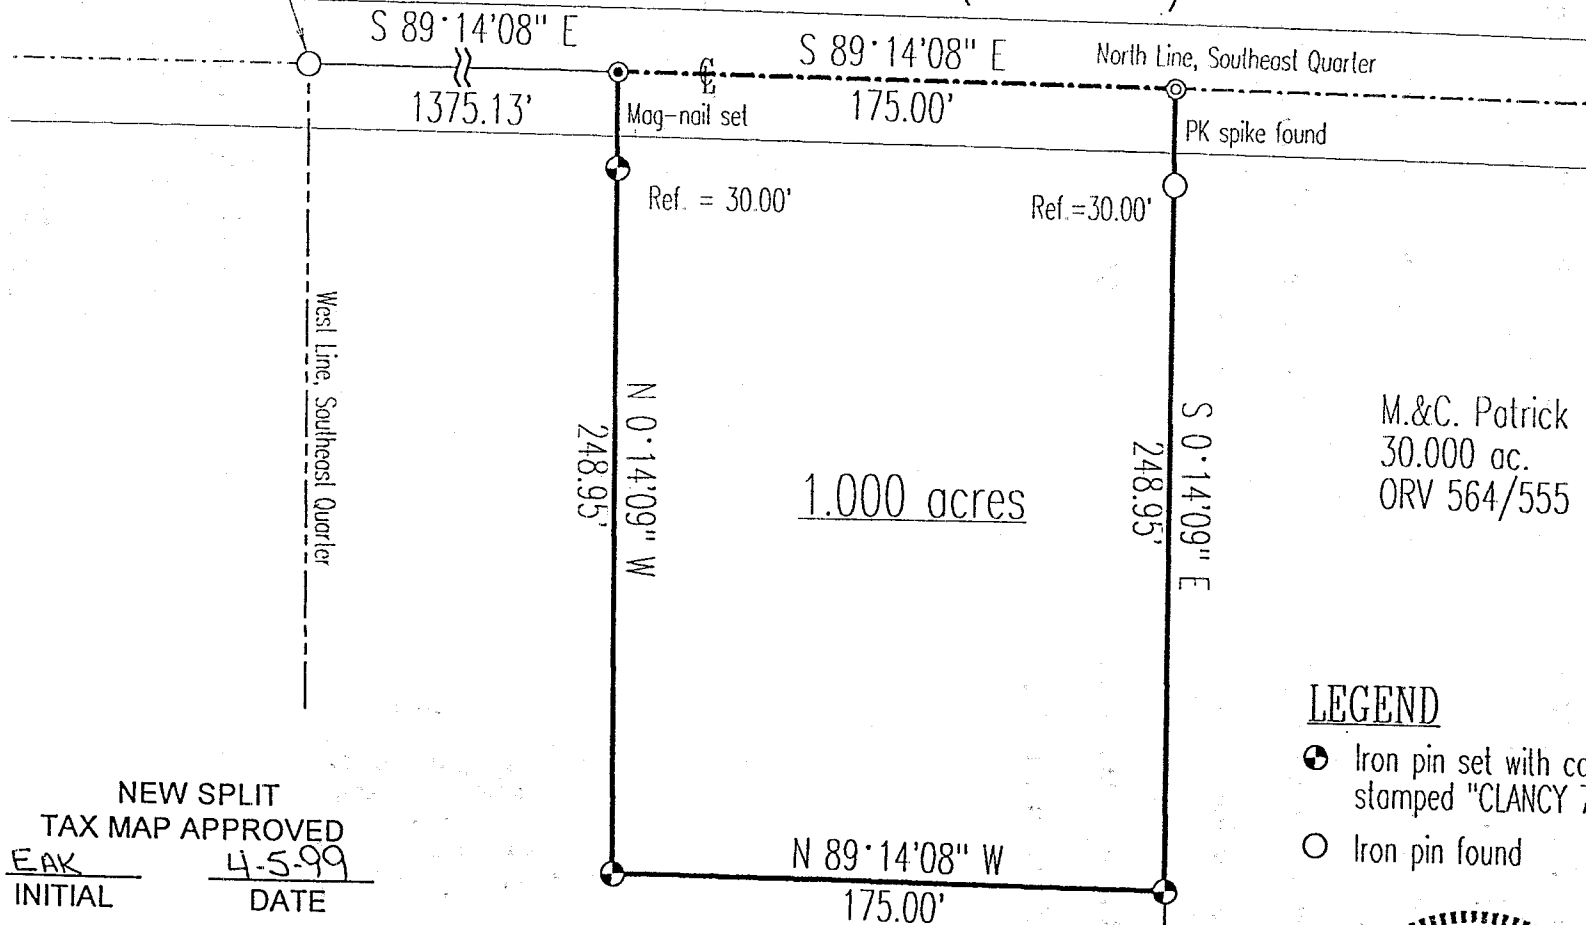 S 89°14'08" E
1375.13'
℄
S 89°14'08" E
175.00'
North Line, Southeast Quarter
Mag-nail set
PK spike found
Ref. = 30.00'
Ref.=30.00'
West Line, Southeast Quarter
N 0°14'09" W
248.95'
1.000 acres
S 0°14'09" E
248.95'
M.&C. Patrick
30.000 ac.
ORV 564/555
LEGEND
Iron pin set with
stamped "CLANCY
Iron pin found
NEW SPLIT
TAX MAP APPROVED
EAK 4-5-99
INITIAL DATE
N 89°14'08" W
175.00'